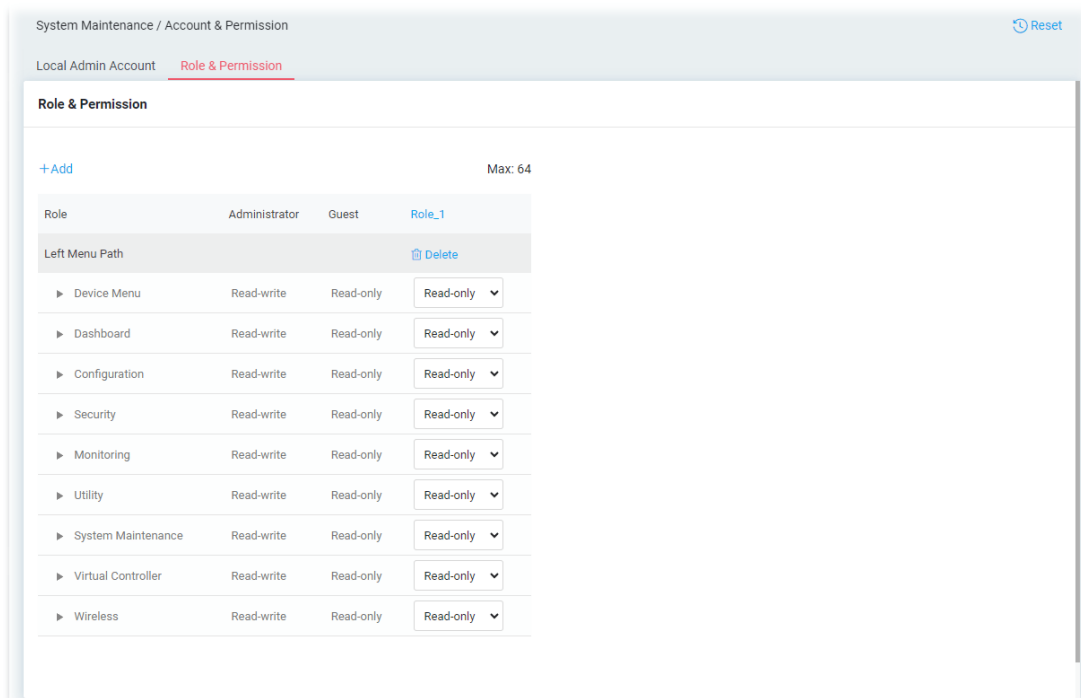 System Maintenance / Account & Permission Reset
Local Admin Account Role & Permission
Role & Permission
+Add Max: 64
Role Administrator Guest Role_1
Left Menu Path Delete
Device Menu Read-write Read-only Read-only
Dashboard Read-write Read-only Read-only
Configuration Read-write Read-only Read-only
Security Read-write Read-only Read-only
Monitoring Read-write Read-only Read-only
Utility Read-write Read-only Read-only
System Maintenance Read-write Read-only Read-only
Virtual Controller Read-write Read-only Read-only
Wireless Read-write Read-only Read-only